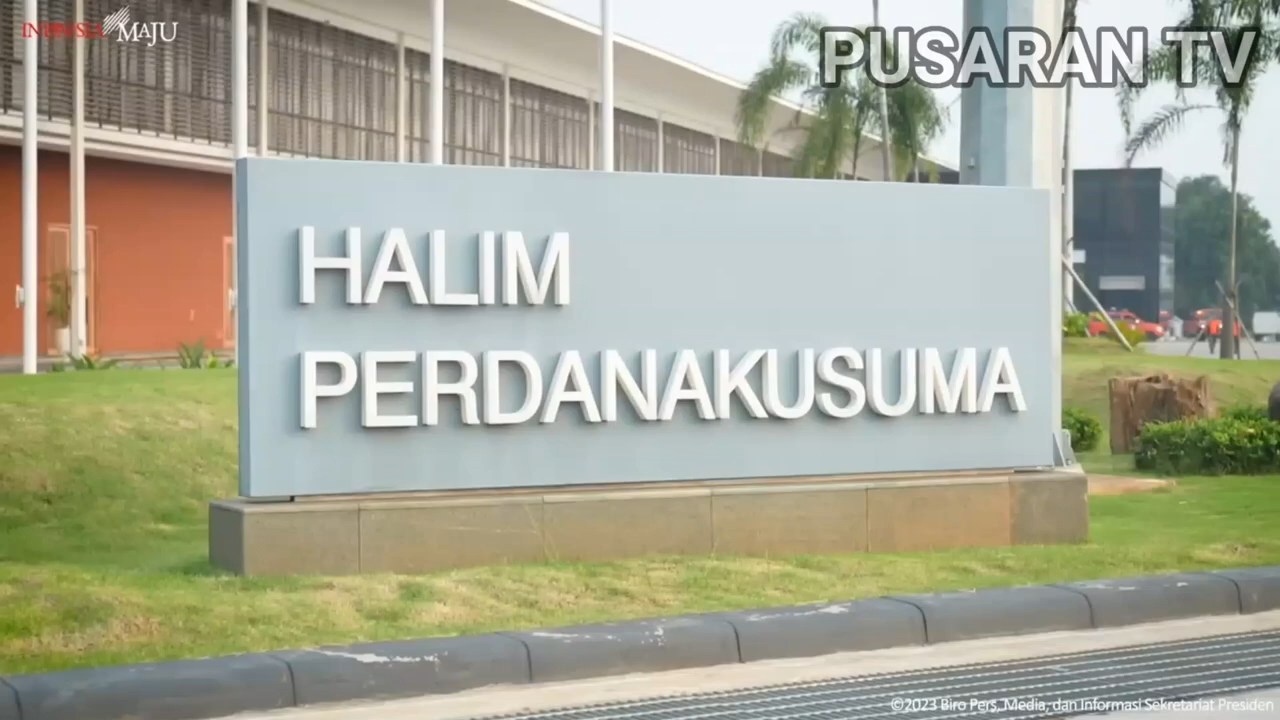 INDONESIA MAJU
PUSARAN TV
HALIM
PERDANAKUSUMA
©2023 Biro Pers, Media, dan Informasi Sekretariat Presiden